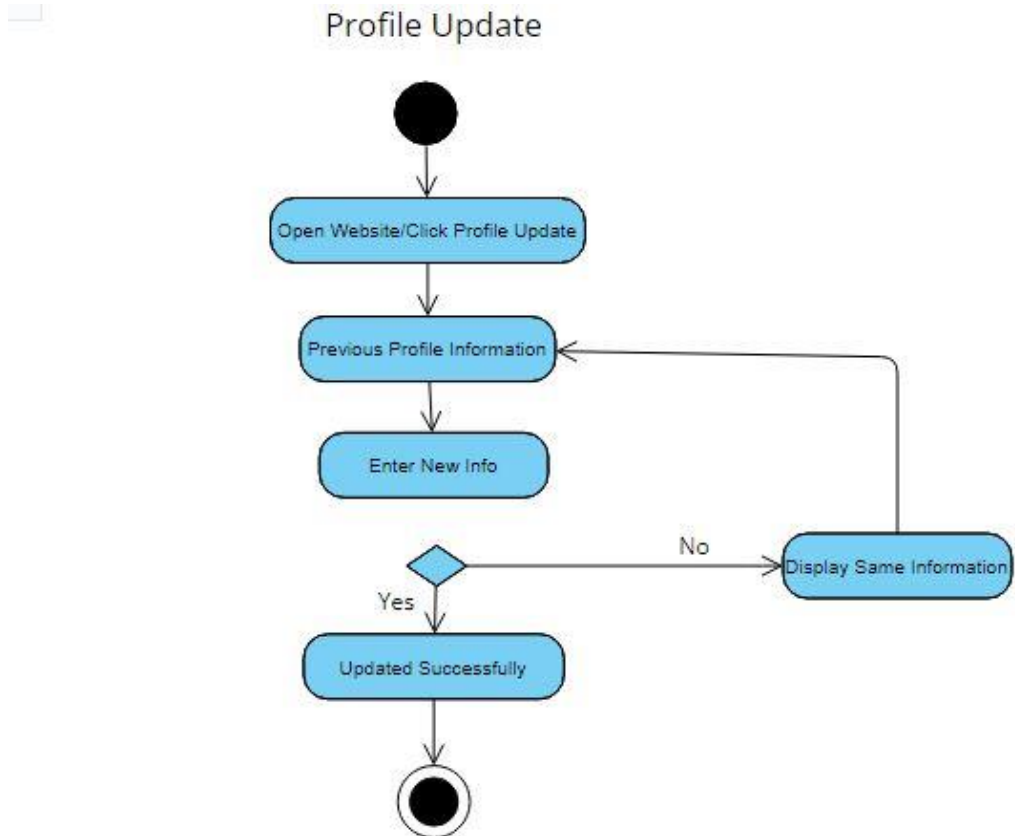 Profile Update
Open Website/Click Profile Update
Previous Profile Information
Enter New Info
No
Display Same Information
Yes
Updated Successfully